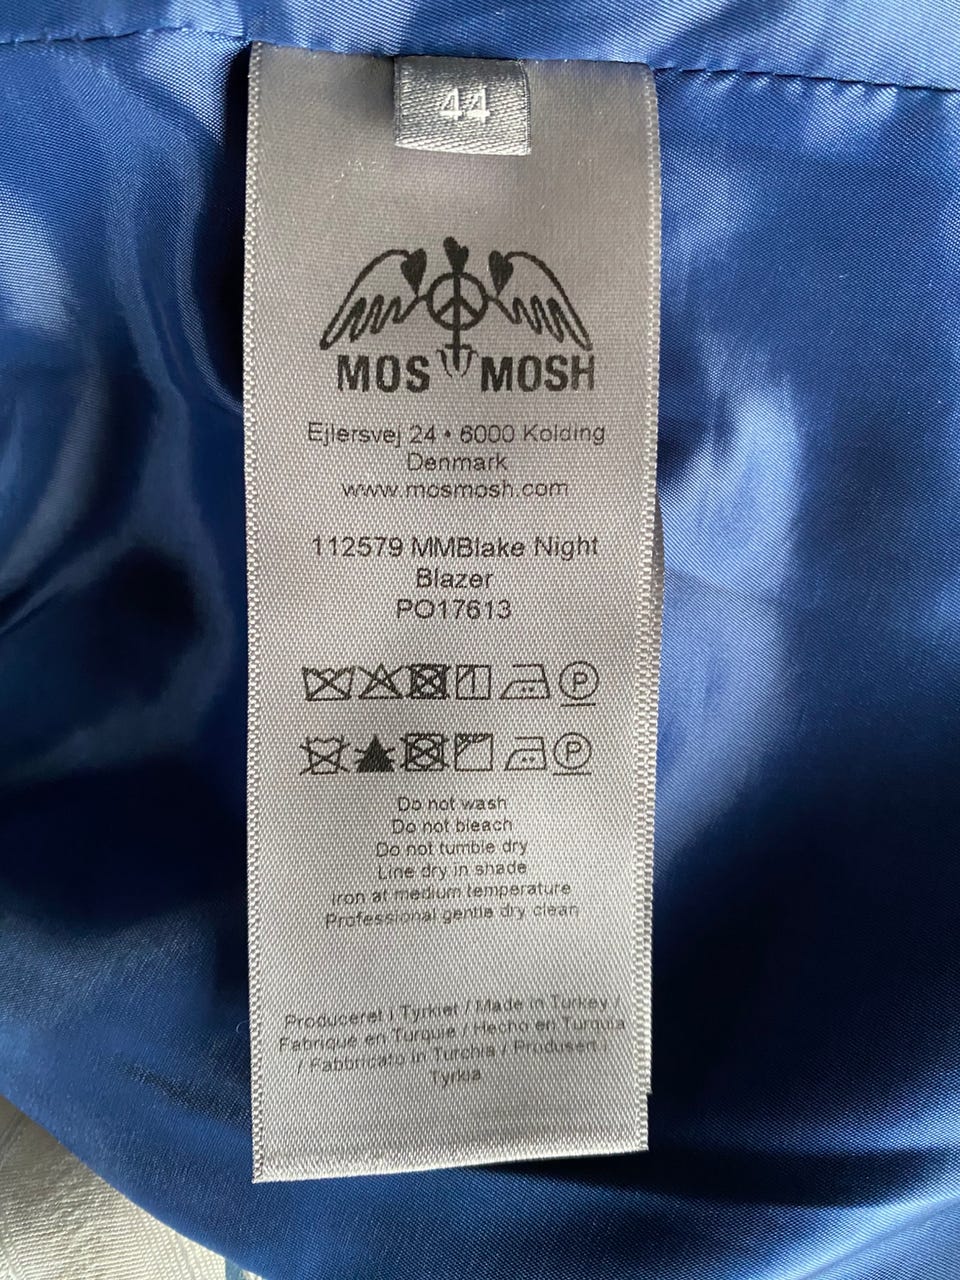 44
MOS MOSH
Ejlersvej 24 • 6000 Kolding
Denmark
www.mosmosh.com
112579 MMBlake Night
Blazer
PO17613
P
P
Do not wash
Do not bleach
Do not tumble dry
Line dry in shade
Iron at medium temperature
Professional gentle dry clean
Produceret i Tyrkiet / Made in Turkey /
Fabrique en Turquie / Hecho en Turquia
/ Fabbricato in Turchia / Produsert i
Tyrkia